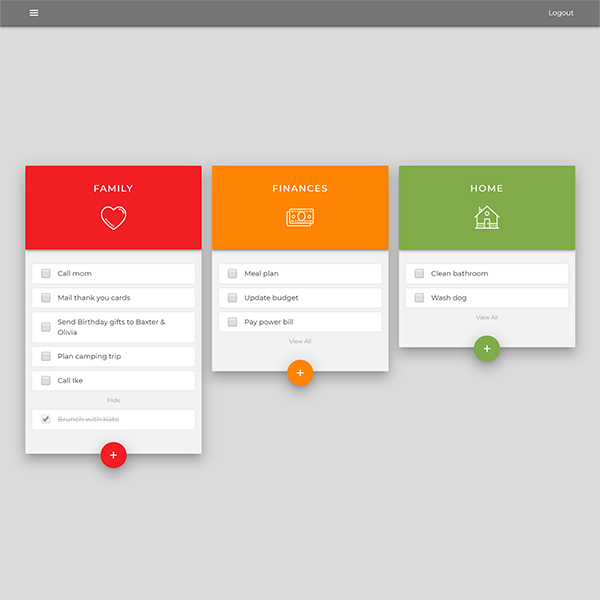 Logout
FAMILY
Call mom
Mail thank you cards
Send Birthday gifts to Baxter &
Olivia
Plan camping trip
Call Ike
Hide
Brunch with Kate
FINANCES
Meal plan
Update budget
Pay power bill
View All
HOME
Clean bathroom
Wash dog
View All